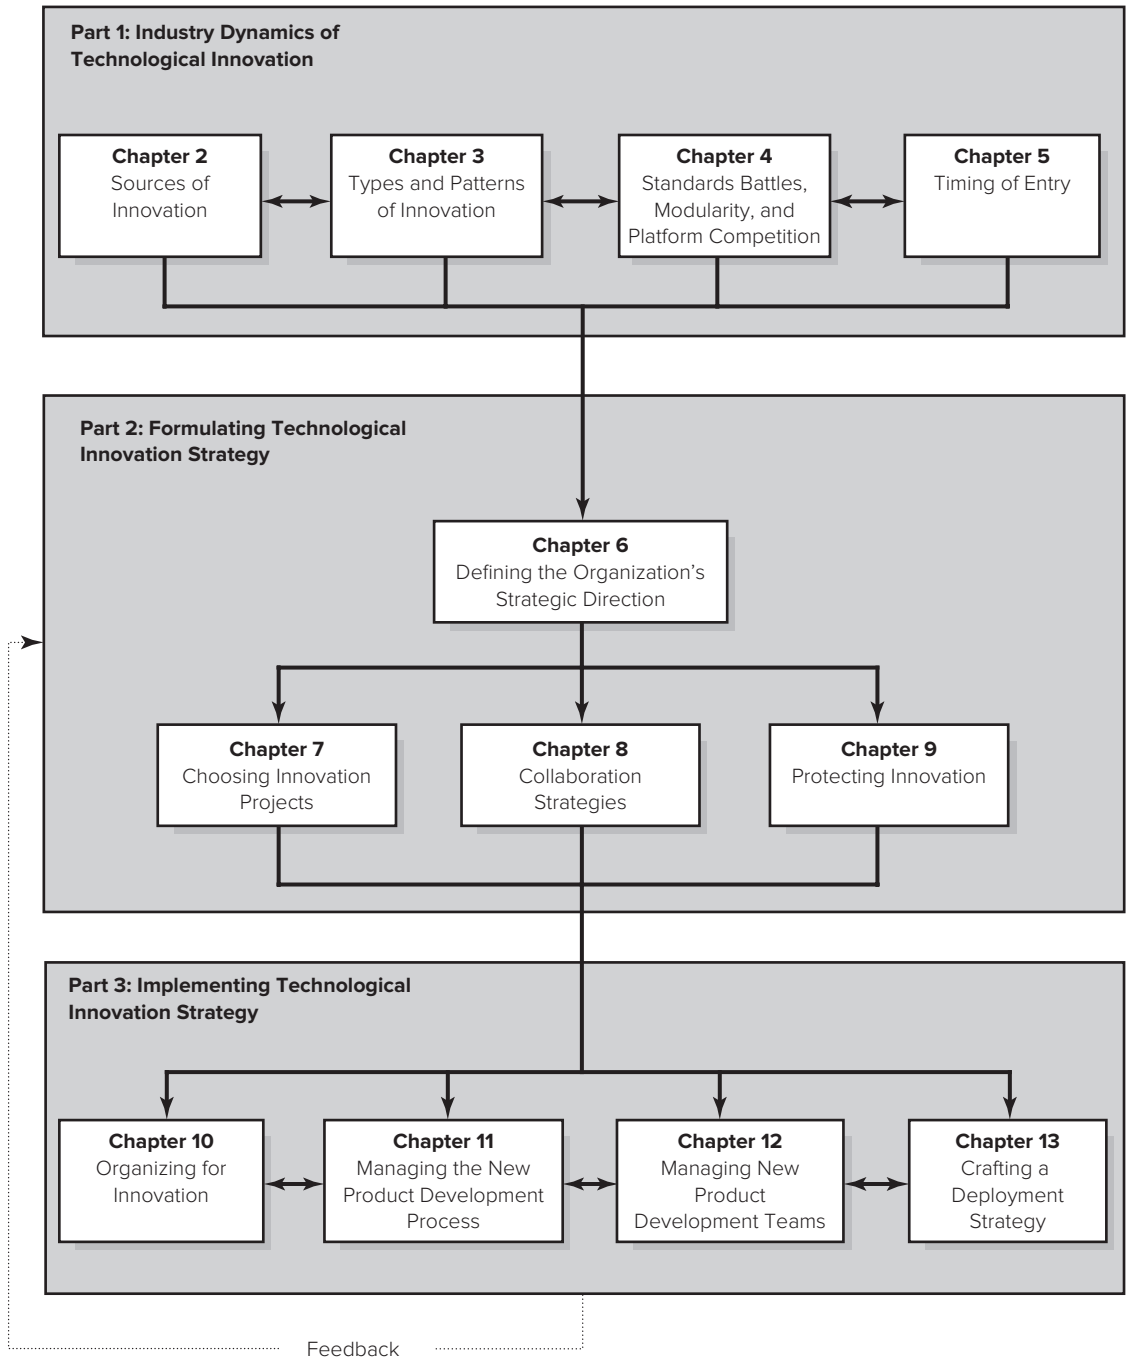 Part 1: Industry Dynamics of
Technological Innovation
Chapter 2
Sources of
Innovation
Chapter 3
Types and Patterns
of Innovation
Chapter 4
Standards Battles,
Modularity, and
Platform Competition
Chapter 5
Timing of Entry
Part 2: Formulating Technological
Innovation Strategy
Chapter 6
Defining the Organization’s
Strategic Direction
Chapter 7
Choosing Innovation
Projects
Chapter 8
Collaboration
Strategies
Chapter 9
Protecting Innovation
Part 3: Implementing Technological
Innovation Strategy
Chapter 10
Organizing for
Innovation
Chapter 11
Managing the New
Product Development
Process
Chapter 12
Managing New
Product
Development Teams
Chapter 13
Crafting a
Deployment
Strategy
Feedback